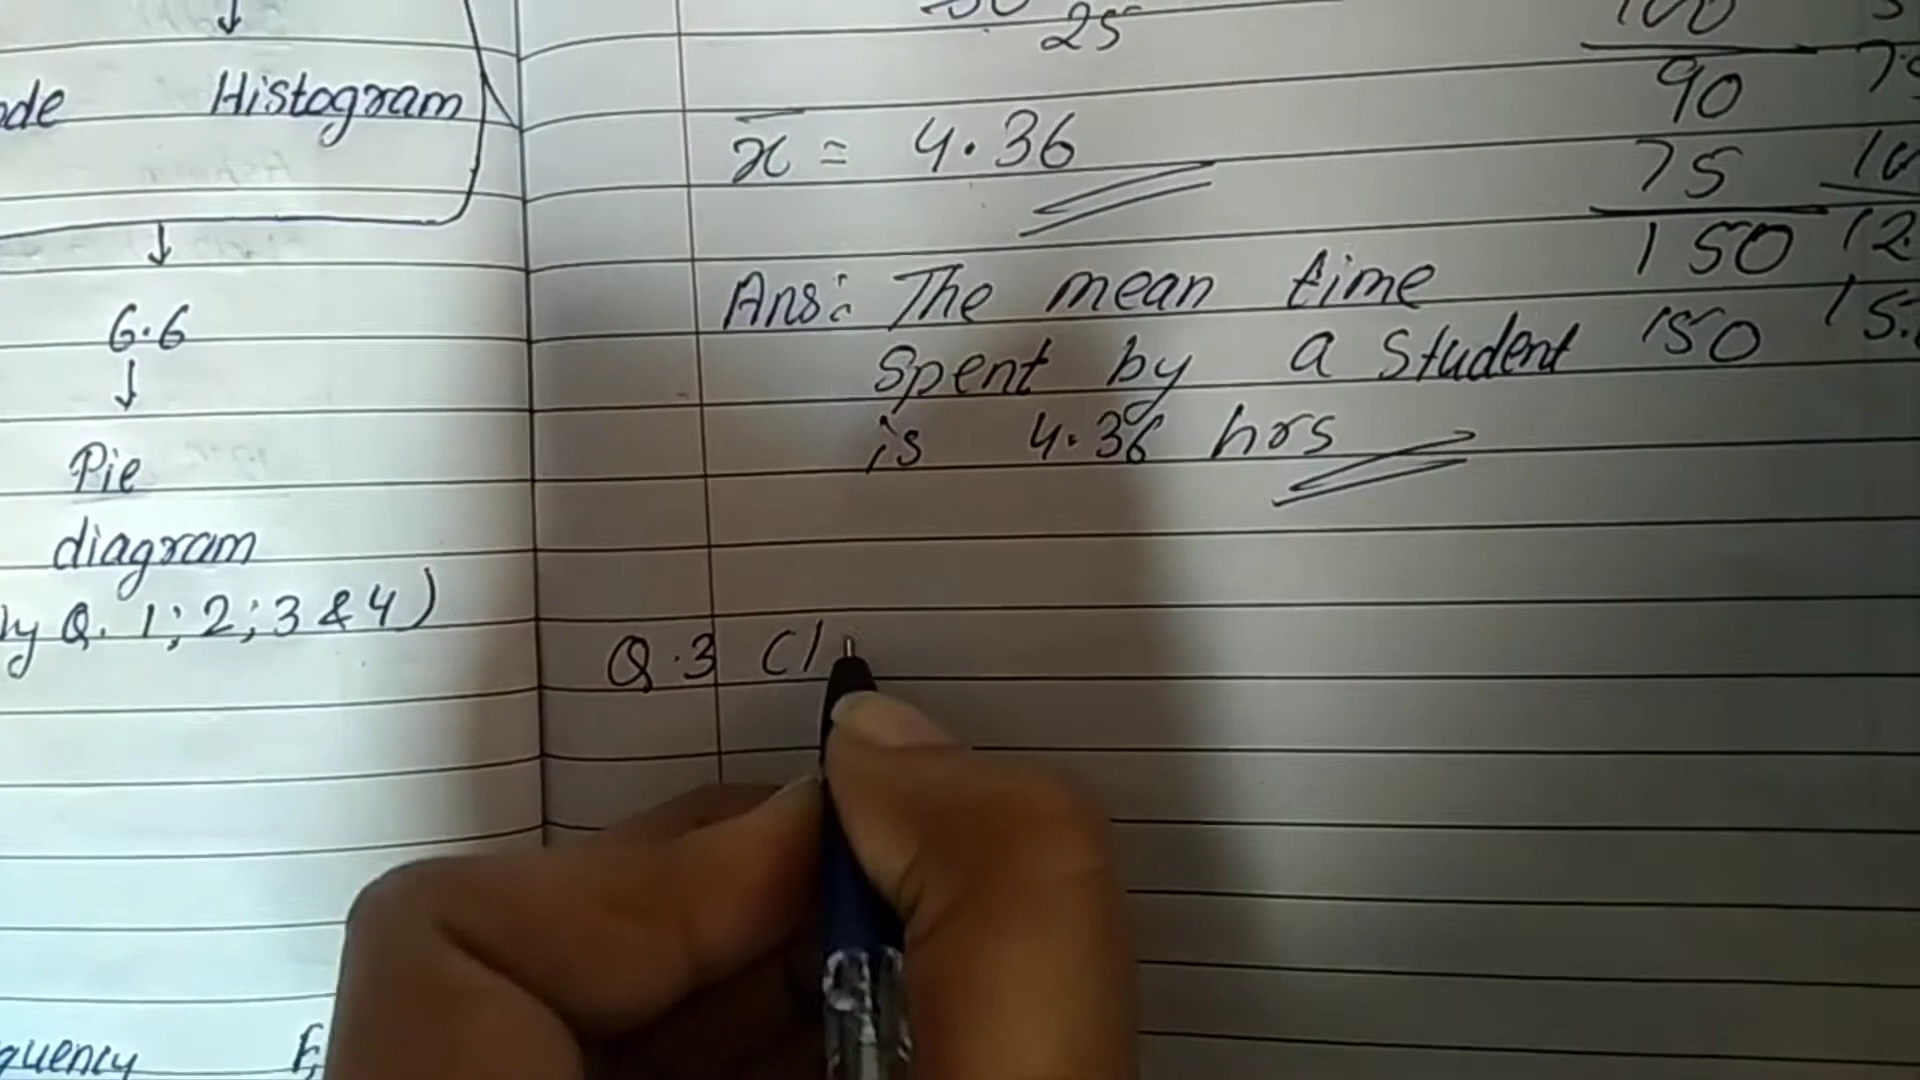 Histogram
6.6
Pie
diagram
Q. 1; 2; 3 & 4)
25
x̄ = 4.36
Ans: The mean time
spent by a student
is 4.36 hrs
Q.3 Cl
100
90
75
150
150